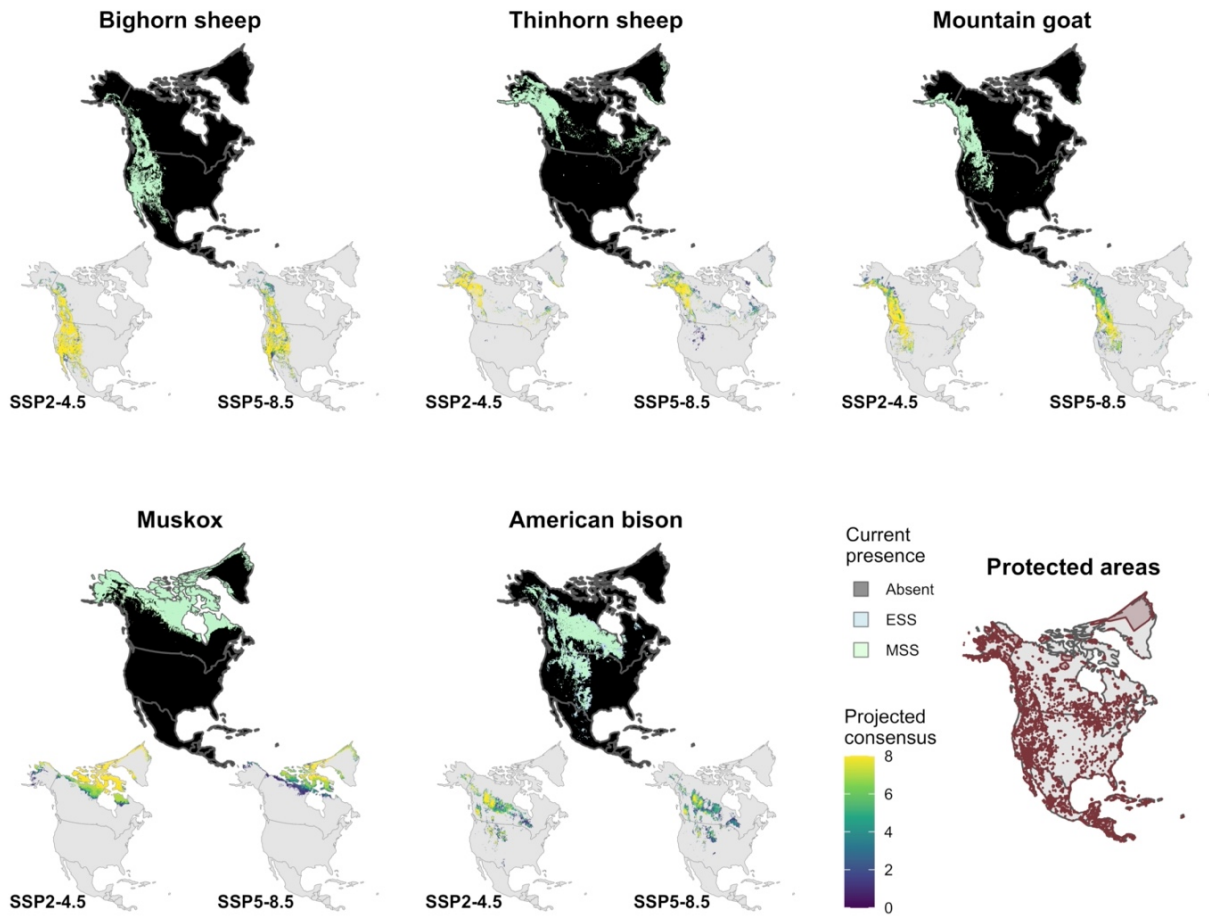 Bighorn sheep
Thinhorn sheep
Mountain goat
SSP2-4.5
SSP5-8.5
SSP2-4.5
SSP5-8.5
SSP2-4.5
SSP5-8.5
Muskox
American bison
Current
presence
Absent
ESS
MSS
Protected areas
Projected
consensus
8
6
4
2
0
SSP2-4.5
SSP5-8.5
SSP2-4.5
SSP5-8.5